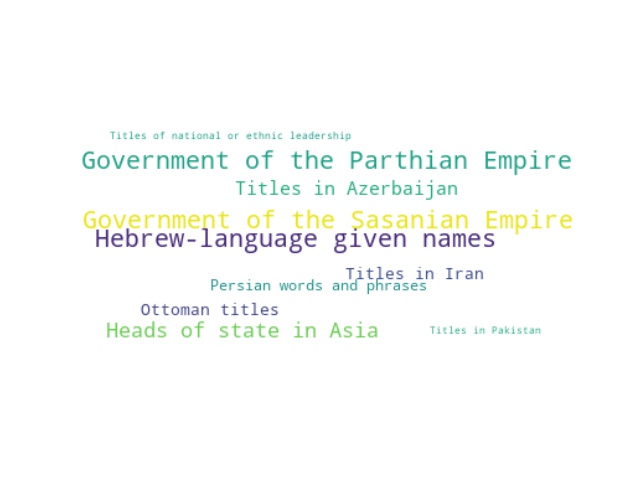 Titles of national or ethnic leadership
Government of the Parthian Empire
Titles in Azerbaijan
Government of the Sasanian Empire
Hebrew-language given names
Titles in Iran
Persian words and phrases
Ottoman titles
Heads of state in Asia
Titles in Pakistan